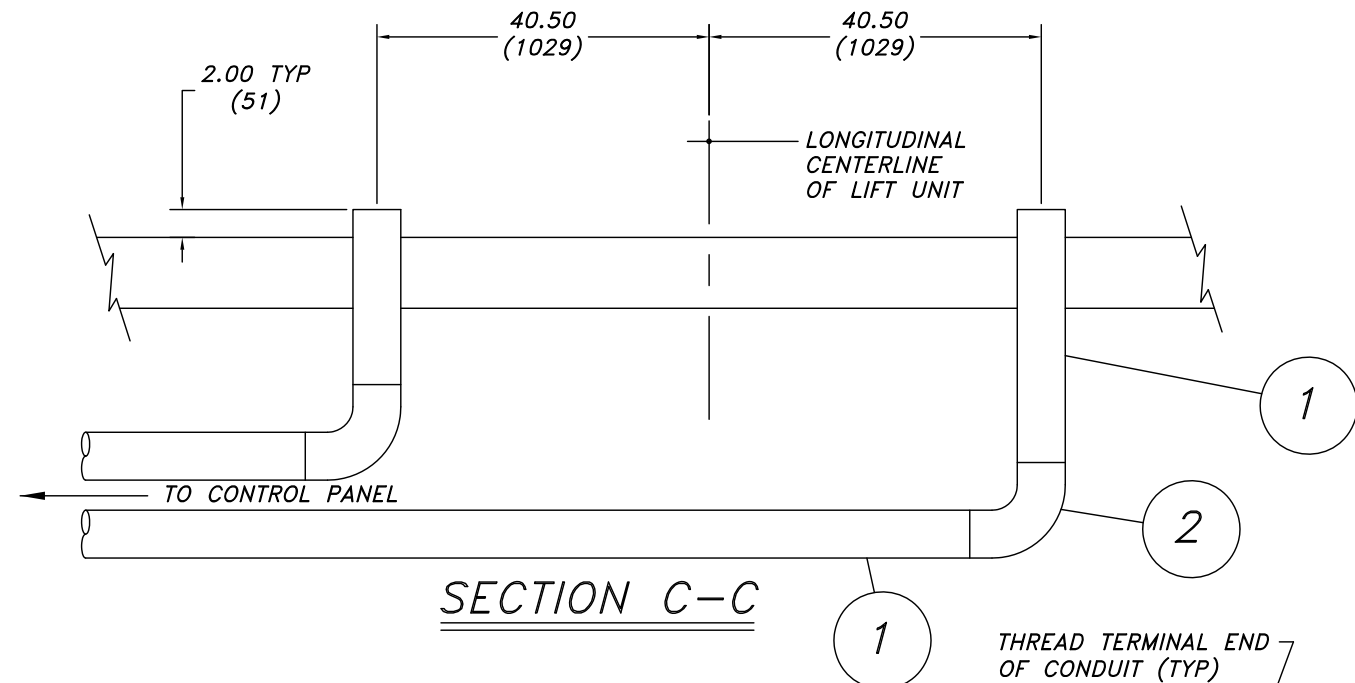 40.50
(1029)
40.50
(1029)
2.00 TYP
(51)
LONGITUDINAL
CENTERLINE
OF LIFT UNIT
1
TO CONTROL PANEL
2
SECTION C-C
1
THREAD TERMINAL END
OF CONDUIT (TYP)